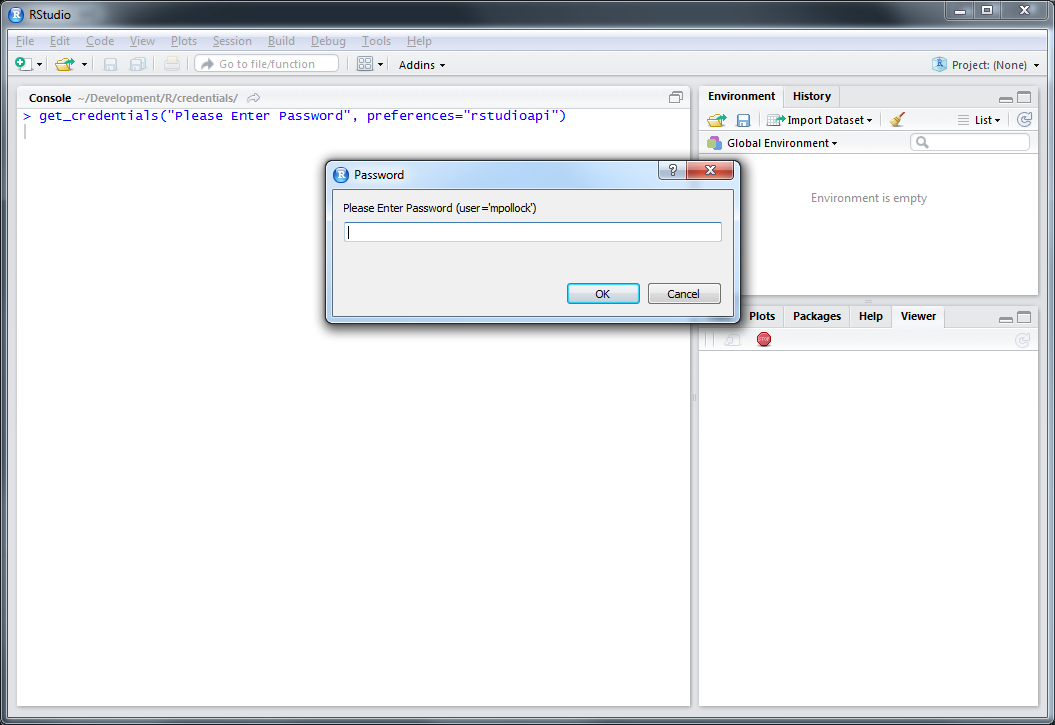 RStudio
File Edit Code View Plots Session Build Debug Tools Help
Go to file/function Addins Project: (None)
Console ~/Development/R/credentials/
> get_credentials("Please Enter Password", preferences="rstudioapi")
Environment History
Import Dataset List
Global Environment
Environment is empty
Password
Please Enter Password (user='mpollock')
OK Cancel
Plots Packages Help Viewer
STOP